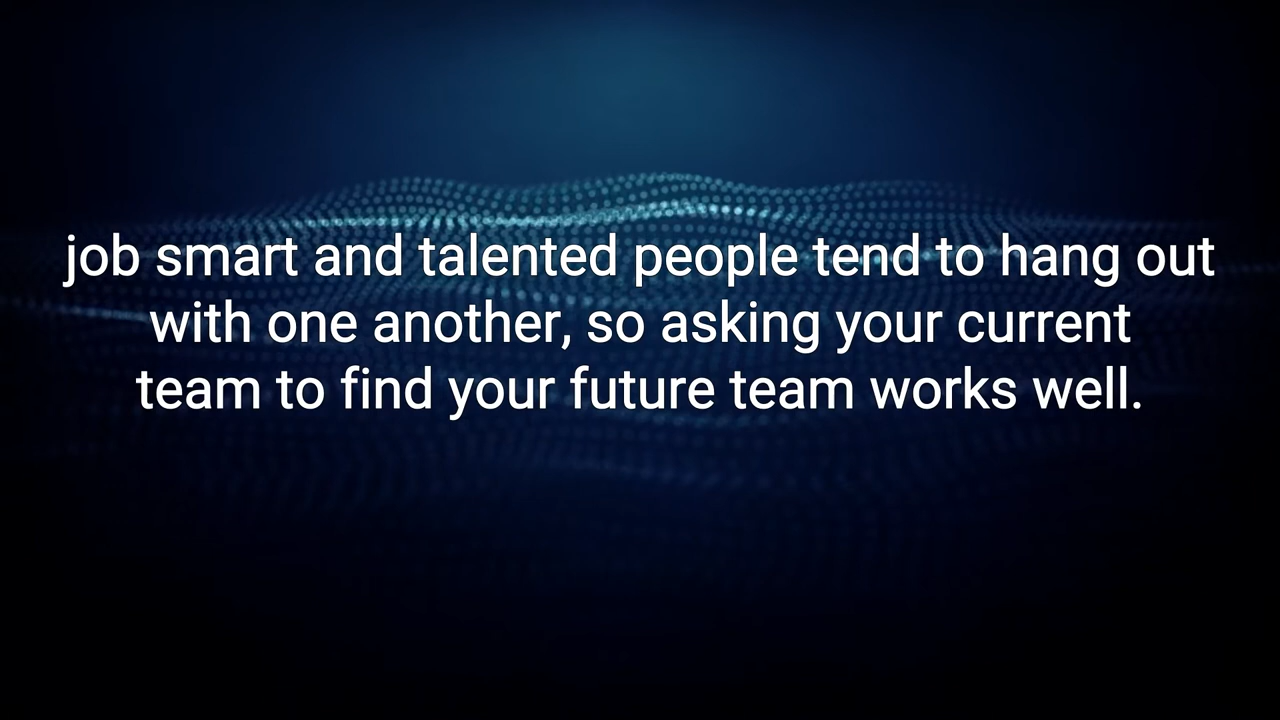 job smart and talented people tend to hang out
with one another, so asking your current
team to find your future team works well.